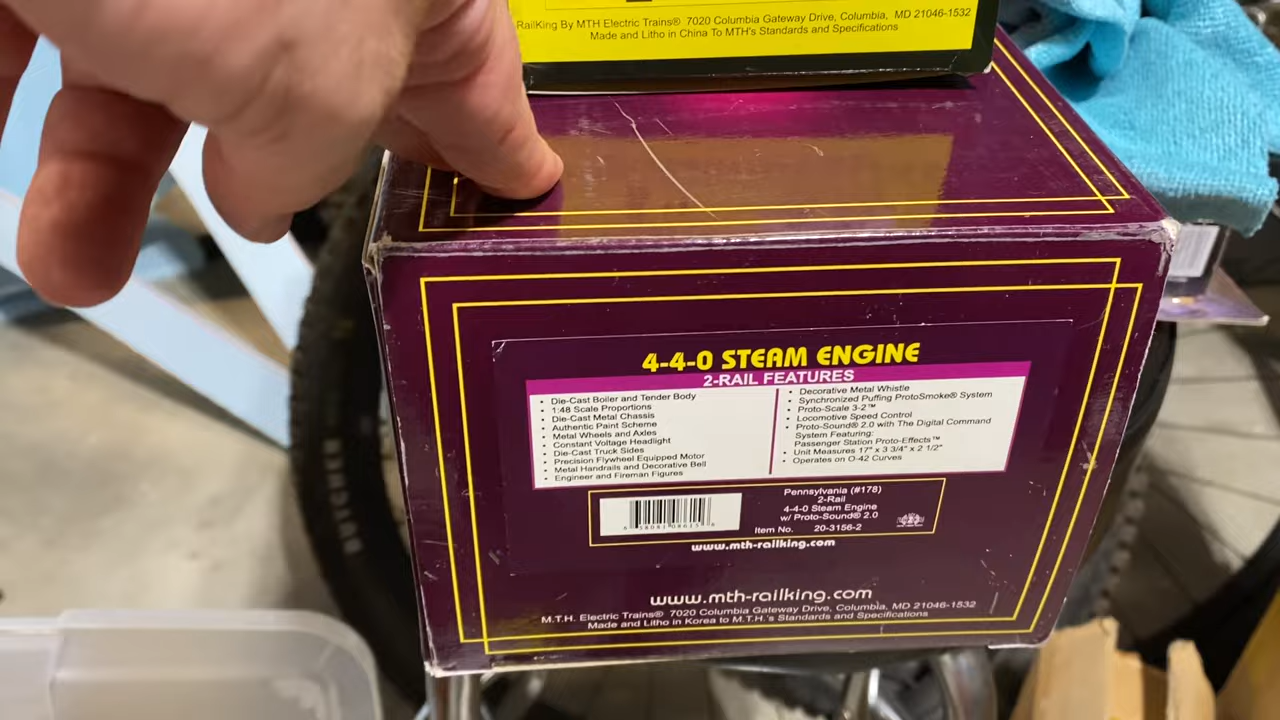 RailKing By MTH Electric Trains® 7020 Columbia Gateway Drive, Columbia, MD 21046-1532
Made and Litho in China To MTH's Standards and Specifications
4-4-0 STEAM ENGINE
2-RAIL FEATURES
• Die-Cast Boiler and Tender Body
• 1:48 Scale Proportions
• Die-Cast Metal Chassis
• Authentic Paint Scheme
• Metal Wheels and Axles
• Constant Voltage Headlight
• Die-Cast Truck Sides
• Precision Flywheel Equipped Motor
• Metal Handrails and Decorative Bell
• Engineer and Fireman Figures
• Decorative Metal Whistle
• Synchronized Puffing ProtoSmoke® System
• Proto-Scale 3-2™
• Locomotive Speed Control
• Proto-Sound® 2.0 with The Digital Command
System Featuring:
Passenger Station Proto-Effects™
• Unit Measures 17" x 3 3/4" x 2 1/2"
• Operates on O-42 Curves
Pennsylvania (#178)
2-Rail
4-4-0 Steam Engine
w/ Proto-Sound® 2.0
Item No. 20-3156-2
www.mth-railking.com
www.mth-railking.com
M.T.H. Electric Trains® 7020 Columbia Gateway Drive, Columbia, MD 21046-1532
Made and Litho in Korea to M.T.H.'s Standards and Specifications